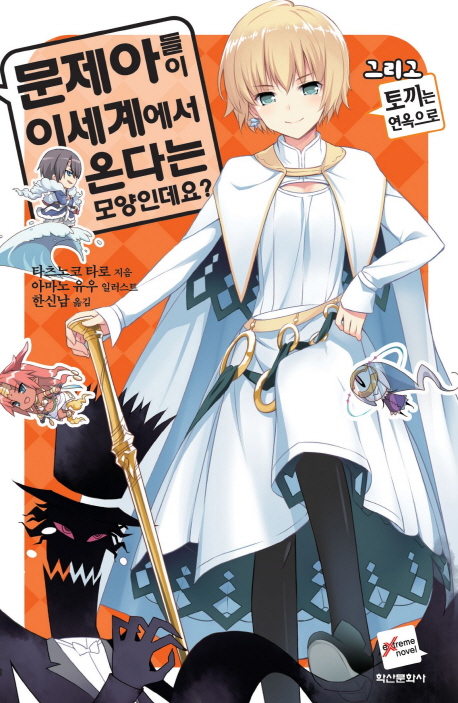 문제아들이
이세계에서
온다는
모양인데요?
그리고
토끼는
연옥으로
타츠노코 타로 지음
아마노 유우 일러스트
한신남 옮김
extreme
novel
학산문화사